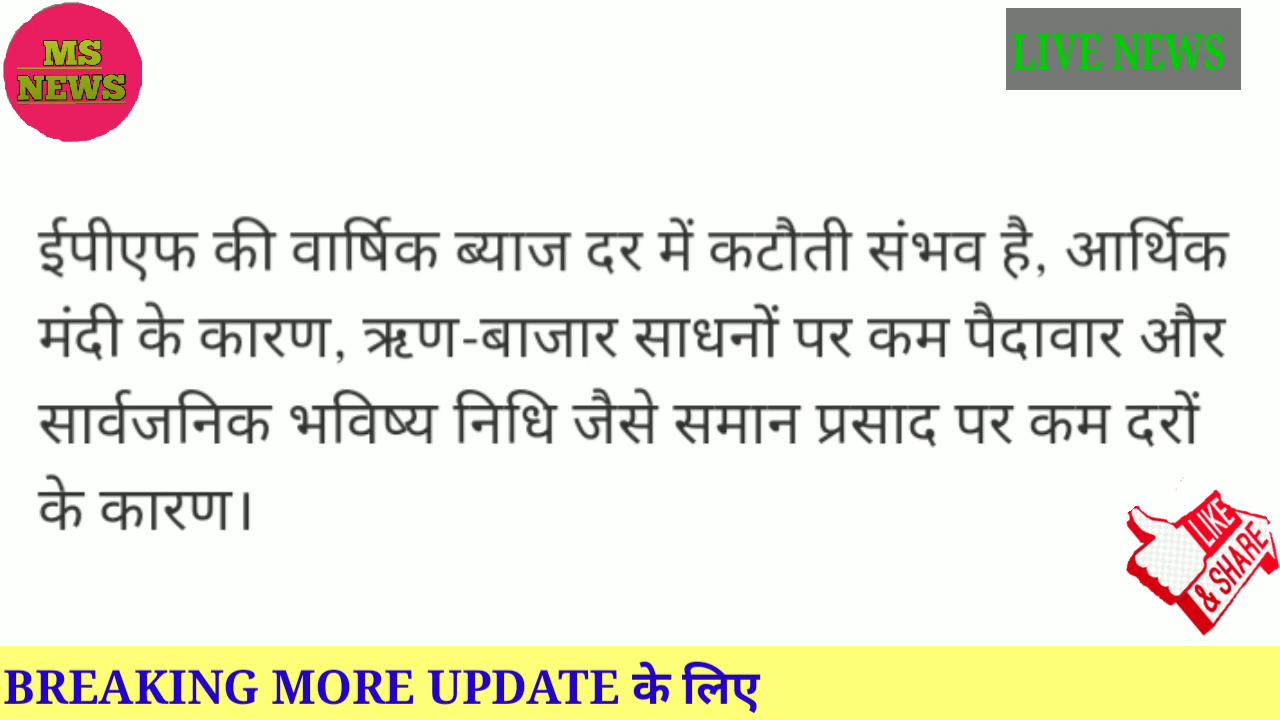 MS
NEWS
LIVE NEWS
ईपीएफ की वार्षिक ब्याज दर में कटौती संभव है, आर्थिक
मंदी के कारण, ऋण-बाजार साधनों पर कम पैदावार और
सार्वजनिक भविष्य निधि जैसे समान प्रसाद पर कम दरों
के कारण।
LIKE
& SHARE
BREAKING MORE UPDATE के लिए